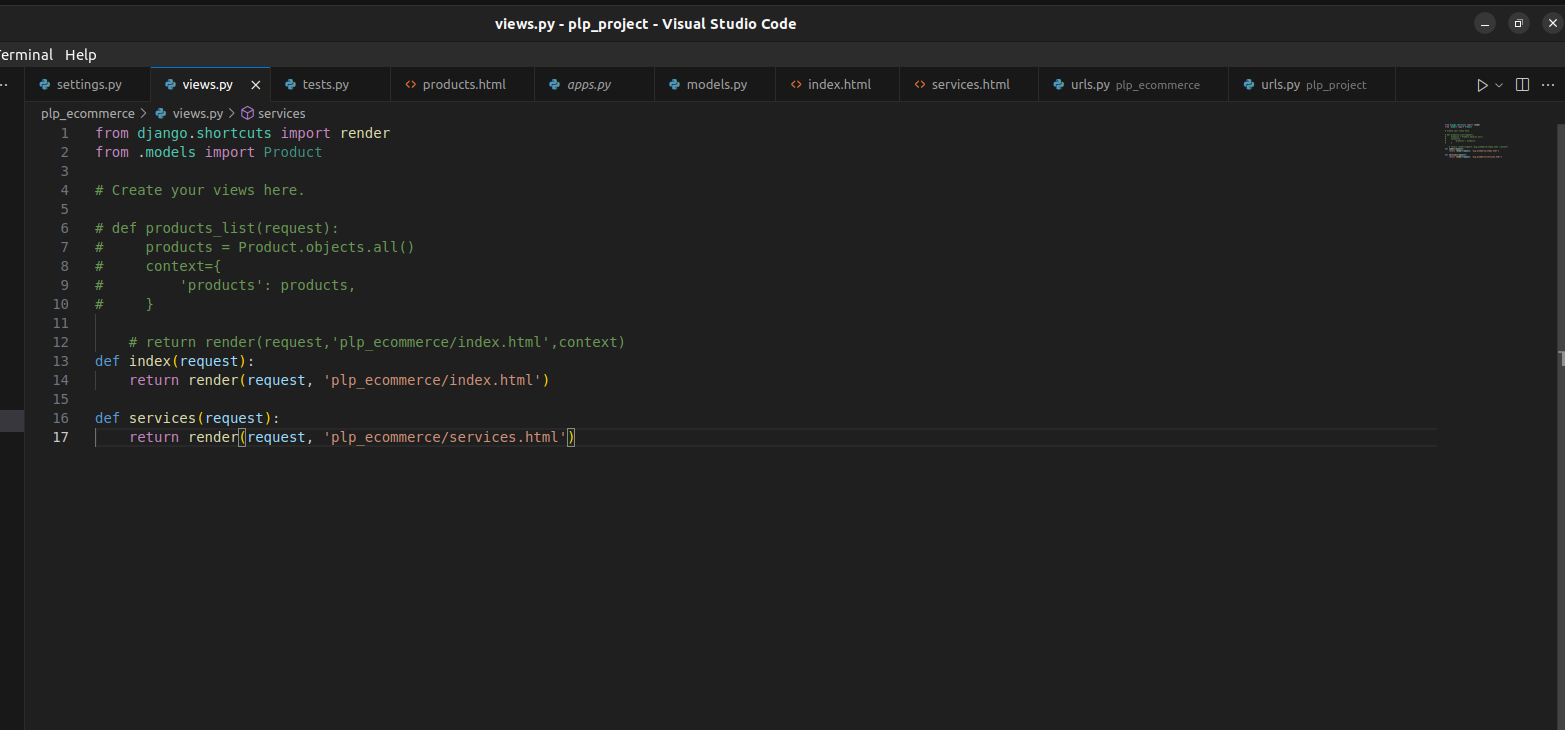 views.py - plp_project - Visual Studio Code
erminal Help
settings.py views.py tests.py products.html apps.py models.py index.html services.html urls.py plp_ecommerce urls.py plp_project
plp_ecommerce > views.py > services
1 from django.shortcuts import render
2 from .models import Product
3
4 # Create your views here.
5
6 # def products_list(request):
7 #     products = Product.objects.all()
8 #     context={
9 #         'products': products,
10 #     }
11
12     # return render(request,'plp_ecommerce/index.html',context)
13 def index(request):
14     return render(request, 'plp_ecommerce/index.html')
15
16 def services(request):
17     return render(request, 'plp_ecommerce/services.html')